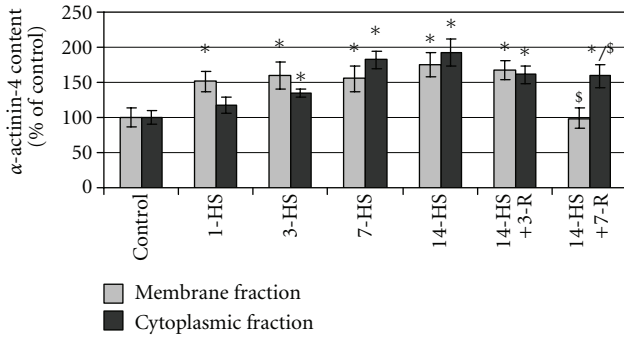 α-actinin-4 content
(% of control)
250
200
150
100
50
0
* * * * * * * * * * $ * /$
Control
1-HS
3-HS
7-HS
14-HS
14-HS
+3-R
14-HS
+7-R
Membrane fraction
Cytoplasmic fraction